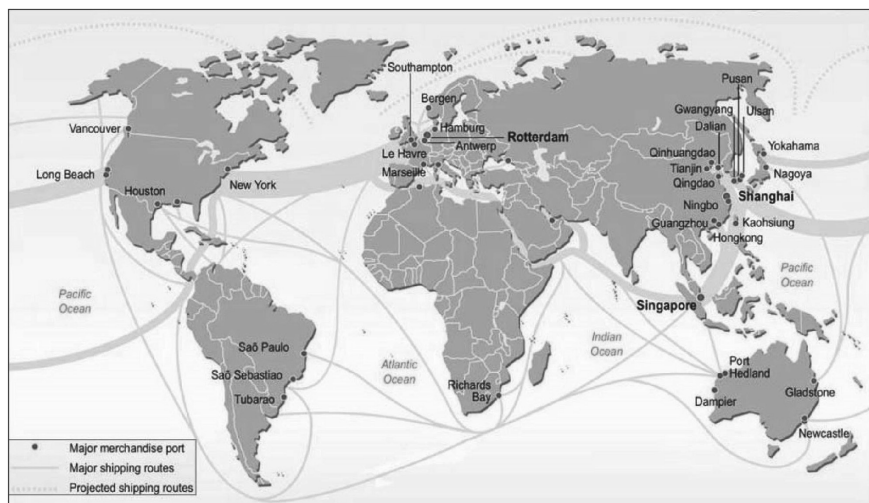 Southampton
Pusan
Bergen
Gwangyang
Ulsan
Vancouver
Hamburg
Rotterdam
Dalian
Antwerp
Yokahama
Le Havre
Qinhuangdao
Long Beach
New York
Marseille
Tianjin
Nagoya
Houston
Qingdao
Shanghai
Ningbo
Guangzhou
Kaohsiung
Hongkong
Pacific
Ocean
Pacific
Ocean
Singapore
Saõ Paulo
Atlantic
Ocean
Indian
Ocean
Port
Hedland
Saõ Sebastiao
Richards
Bay
Gladstone
Tubarao
Dampier
Newcastle
Major merchandise port
Major shipping routes
Projected shipping routes